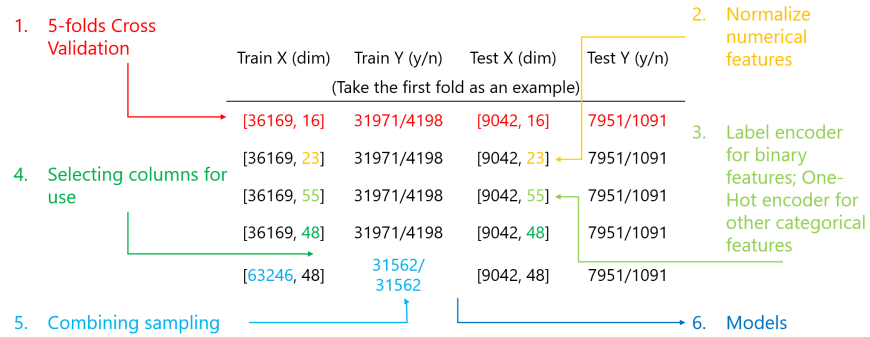 1. 5-folds Cross
Validation
2. Normalize
numerical
features
Train X (dim) Train Y (y/n) Test X (dim) Test Y (y/n)
(Take the first fold as an example)
[36169, 16] 31971/4198 [9042, 16] 7951/1091
[36169, 23] 31971/4198 [9042, 23] 7951/1091
[36169, 55] 31971/4198 [9042, 55] 7951/1091
[36169, 48] 31971/4198 [9042, 48] 7951/1091
[63246, 48] 31562/ [9042, 48] 7951/1091
31562
3. Label encoder
for binary
features; One-
Hot encoder for
other categorical
features
4. Selecting columns for
use
5. Combining sampling
6. Models